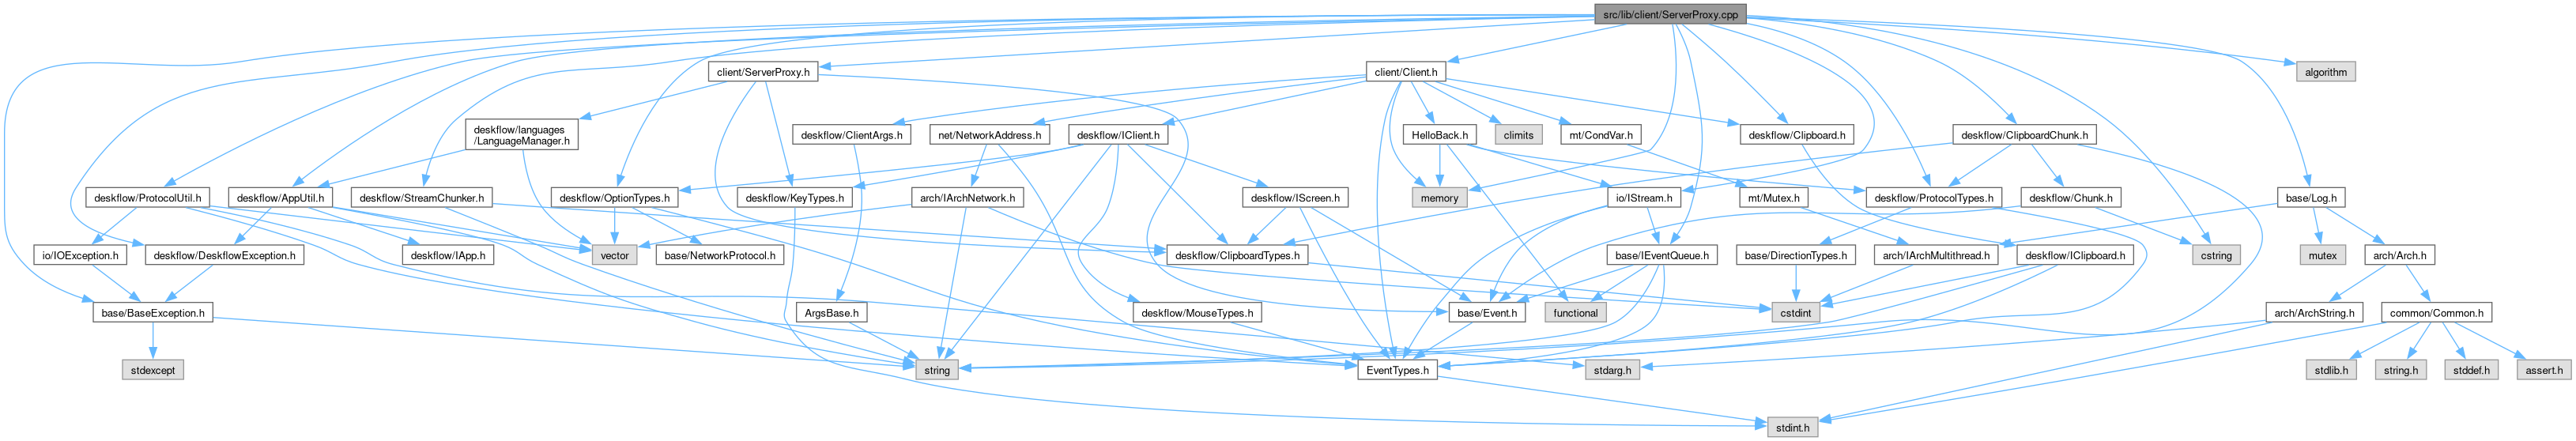 src/lib/client/ServerProxy.cpp
client/ServerProxy.h
client/Client.h
algorithm
deskflow/languages
/LanguageManager.h
deskflow/ClientArgs.h
net/NetworkAddress.h
deskflow/IClient.h
HelloBack.h
climits
mt/CondVar.h
deskflow/Clipboard.h
deskflow/ClipboardChunk.h
deskflow/ProtocolUtil.h
deskflow/AppUtil.h
deskflow/StreamChunker.h
deskflow/OptionTypes.h
deskflow/KeyTypes.h
arch/IArchNetwork.h
deskflow/IScreen.h
memory
io/IStream.h
mt/Mutex.h
deskflow/ProtocolTypes.h
deskflow/Chunk.h
base/Log.h
io/IOException.h
deskflow/DeskflowException.h
deskflow/IApp.h
vector
base/NetworkProtocol.h
deskflow/ClipboardTypes.h
base/IEventQueue.h
base/DirectionTypes.h
arch/IArchMultithread.h
deskflow/IClipboard.h
cstring
mutex
arch/Arch.h
base/BaseException.h
ArgsBase.h
deskflow/MouseTypes.h
base/Event.h
functional
cstdint
arch/ArchString.h
common/Common.h
stdexcept
string
EventTypes.h
stdarg.h
stdlib.h
string.h
stddef.h
assert.h
stdint.h